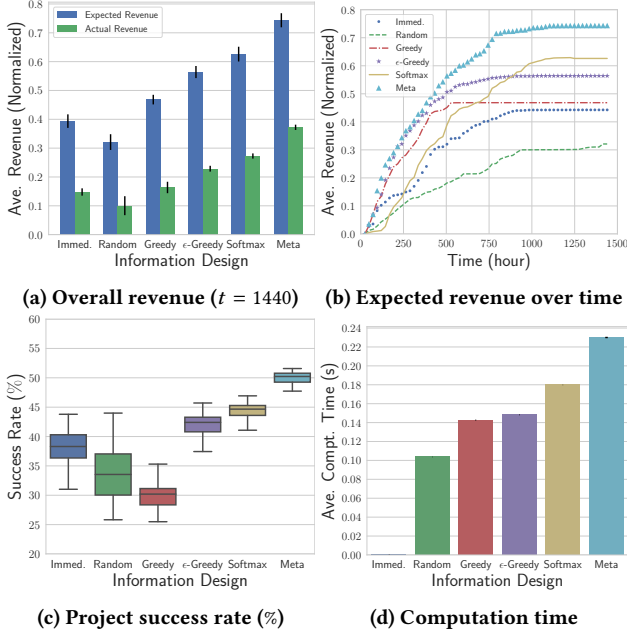 Ave. Revenue (Normalized)
0.8
0.7
0.6
0.5
0.4
0.3
0.2
0.1
0.0
Expected Revenue
Actual Revenue
Immed. Random Greedy ϵ-Greedy Softmax Meta
Information Design
(a) Overall revenue (t = 1440)
Ave. Revenue (Normalized)
0.8
0.7
0.6
0.5
0.4
0.3
0.2
0.1
0.0
Immed.
Random
Greedy
ϵ-Greedy
Softmax
Meta
250 500 750 1000 1250 1500
Time (hour)
(b) Expected revenue over time
Success Rate (%)
60
55
50
45
40
35
30
25
20
Immed. Random Greedy ϵ-Greedy Softmax Meta
Information Design
(c) Project success rate (%)
Ave. Compt. Time (s)
0.24
0.20
0.18
0.16
0.14
0.12
0.10
0.08
0.06
0.04
0.02
0.00
Immed. Random Greedy ϵ-Greedy Softmax Meta
Information Design
(d) Computation time